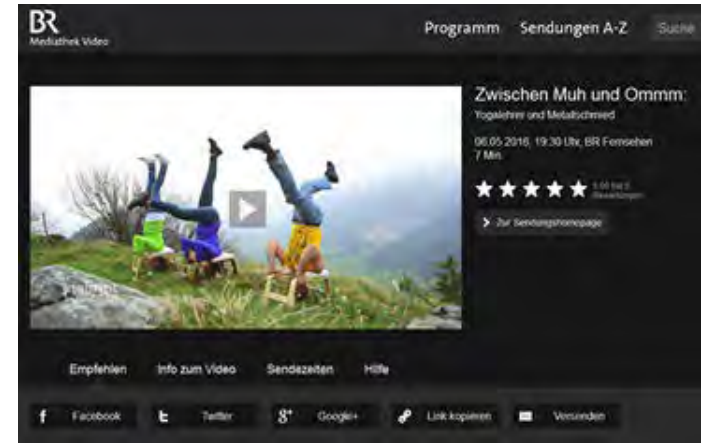 BR
Mediathek Video
Programm Sendungen A-Z Suche
Zwischen Muh und Ommm:
Yogalehrer und Metallschmied
06.05.2016, 19:30 Uhr, BR Fernsehen
7 Min.
Zur Sendungshomepage
Empfehlen Info zum Video Sendezeiten Hilfe
Facebook Twitter Google+ Link kopieren Versenden